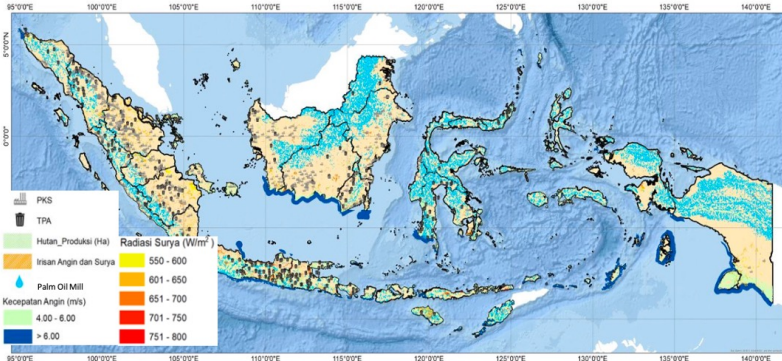 95°0'0"E 100°0'0"E 105°0'0"E 110°0'0"E 115°0'0"E 120°0'0"E 125°0'0"E 130°0'0"E 135°0'0"E 140°0'0"E
5°0'0"N
0°0'0"
PKS
TPA
Hutan_Produksi (Ha)
Irisan Angin dan Surya
Palm Oil Mill
Kecepatan Angin (m/s)
4.00 - 6.00
> 6.00
Radiasi Surya (W/m²)
550 - 600
601 - 650
651 - 700
701 - 750
751 - 800
95°0'0"E 100°0'0"E 105°0'0"E 110°0'0"E 115°0'0"E 120°0'0"E 125°0'0"E 130°0'0"E 135°0'0"E 140°0'0"E